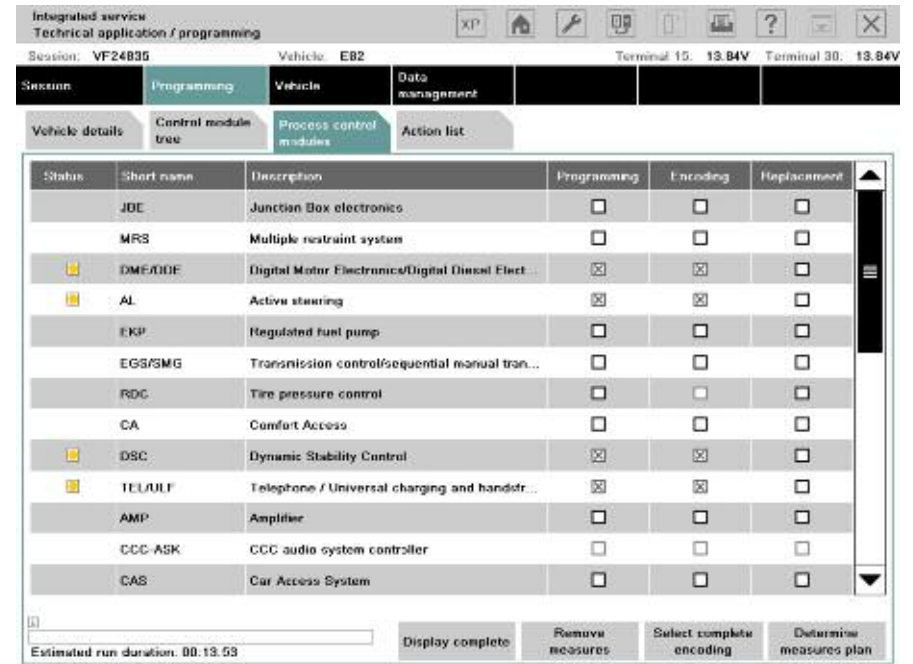 Integrated service
Technical application / programming
XP
?
Session: VF24835 Vehicle: E82 Terminal 15: 13.84V Terminal 30: 13.84V
Session Programming Vehicle Data management
Vehicle details Control module tree Process control modules Action list
Status Short name Description Programming Encoding Replacement
JBE Junction Box electronics
MRS Multiple restraint system
DME/DDE Digital Motor Electronics/Digital Diesel Elect...
AL Active steering
EKP Regulated fuel pump
EGS/SMG Transmission control/sequential manual tran...
RDC Tire pressure control
CA Comfort Access
DSC Dynamic Stability Control
TEL/ULF Telephone / Universal charging and handsfr...
AMP Amplifier
CCC-ASK CCC audio system controller
CAS Car Access System
Estimated run duration: 00:13:53
Display complete
Remove measures
Select complete encoding
Determine measures plan